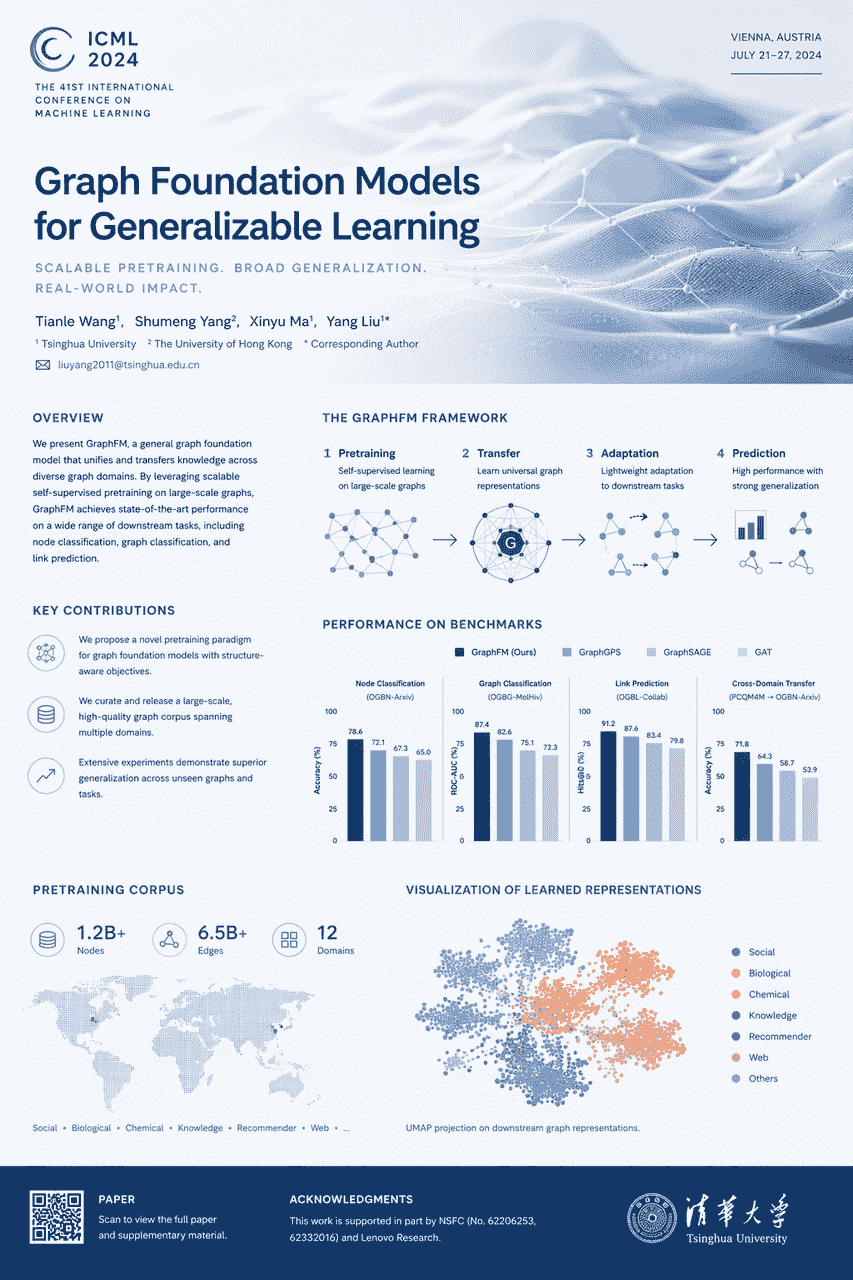 ICML
2024
THE 41ST INTERNATIONAL
CONFERENCE ON
MACHINE LEARNING
VIENNA, AUSTRIA
JULY 21–27, 2024
Graph Foundation Models
for Generalizable Learning
SCALABLE PRETRAINING. BROAD GENERALIZATION.
REAL-WORLD IMPACT.
Tianle Wang¹, Shumeng Yang², Xinyu Ma¹, Yang Liu¹*
¹ Tsinghua University ² The University of Hong Kong * Corresponding Author
liuyang2011@tsinghua.edu.cn
OVERVIEW
We present GraphFM, a general graph foundation
model that unifies and transfers knowledge across
diverse graph domains. By leveraging scalable
self-supervised pretraining on large-scale graphs,
GraphFM achieves state-of-the-art performance
on a wide range of downstream tasks, including
node classification, graph classification, and
link prediction.
KEY CONTRIBUTIONS
We propose a novel pretraining paradigm
for graph foundation models with structure-
aware objectives.
We curate and release a large-scale,
high-quality graph corpus spanning
multiple domains.
Extensive experiments demonstrate superior
generalization across unseen graphs and
tasks.
THE GRAPHFM FRAMEWORK
1 Pretraining
Self-supervised learning
on large-scale graphs
2 Transfer
Learn universal graph
representations
G
3 Adaptation
Lightweight adaptation
to downstream tasks
4 Prediction
High performance with
strong generalization
PERFORMANCE ON BENCHMARKS
GraphFM (Ours) GraphGPS GraphSAGE GAT
Node Classification
(OGBN-Arxiv)
Accuracy (%)
100
75
50
25
0
78.6 72.1 67.3 65.0
Graph Classification
(OGBG-MolHiv)
ROC-AUC (%)
100
75
50
25
0
87.4 82.6 75.1 72.3
Link Prediction
(OGBL-Collab)
(%)
100
75
50
25
0
91.2 87.6 83.4 79.8
Cross-Domain Transfer
(PCQM4M → OGBN-Arxiv)
Accuracy (%)
100
75
50
25
0
71.8 64.3 58.7 53.9
PRETRAINING CORPUS
1.2B+
Nodes
6.5B+
Edges
12
Domains
Social • Biological • Chemical • Knowledge • Recommender • Web • ...
VISUALIZATION OF LEARNED REPRESENTATIONS
Social
Biological
Chemical
Knowledge
Recommender
Web
Others
UMAP projection on downstream graph representations.
PAPER
Scan to view the full paper
and supplementary material.
ACKNOWLEDGMENTS
This work is supported in part by NSFC (No. 62206253,
62332016) and Lenovo Research.
清華大学
Tsinghua University